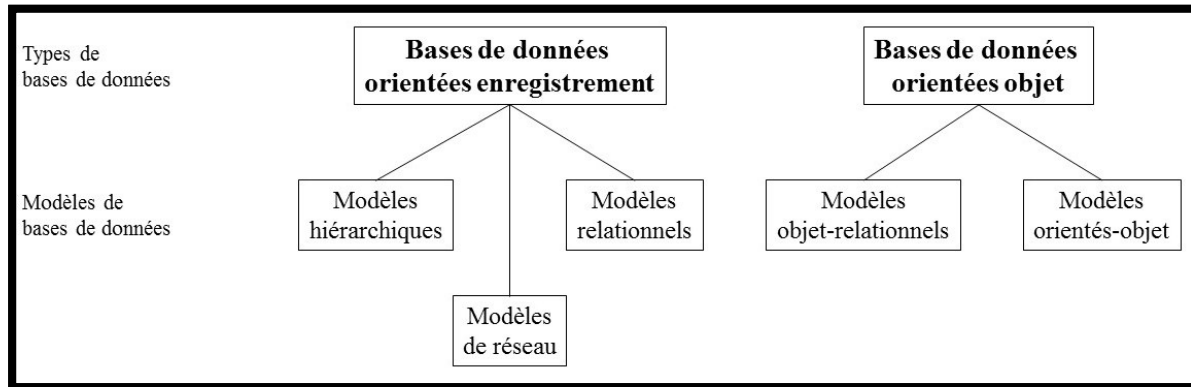 Types de
bases de données
Bases de données
orientées enregistrement
Bases de données
orientées objet
Modèles de
bases de données
Modèles
hiérarchiques
Modèles
relationnels
Modèles
objet-relationnels
Modèles
orientés-objet
Modèles
de réseau